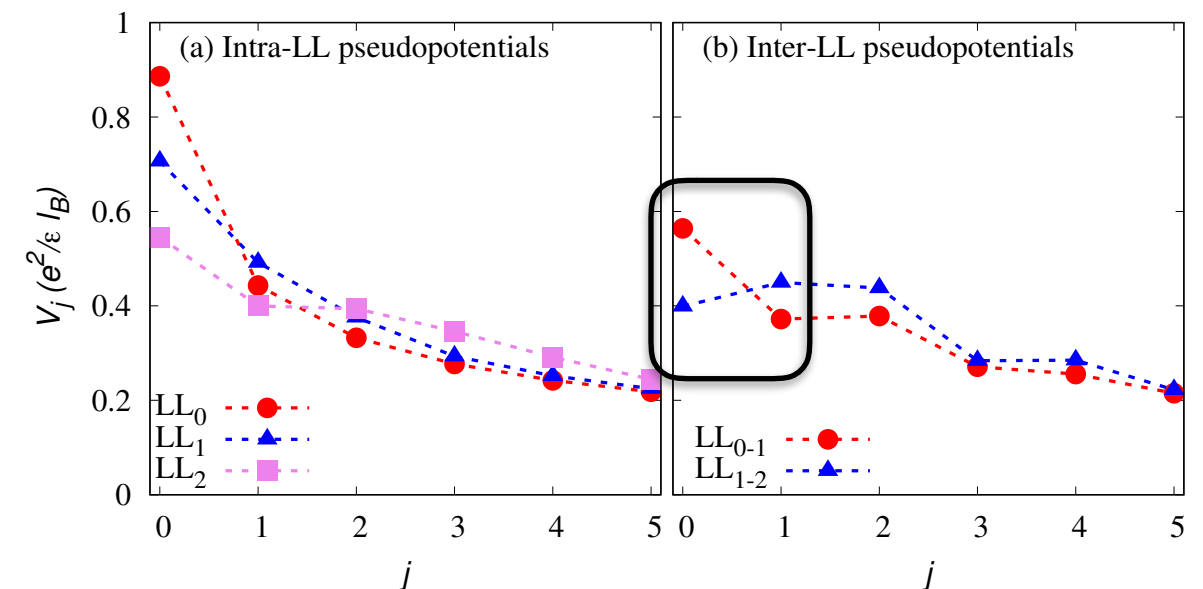 (a) Intra-LL pseudopotentials
(b) Inter-LL pseudopotentials
1
0.8
0.6
0.4
0.2
0
V_j (e^2/ε l_B)
LL_0
LL_1
LL_2
LL_0-1
LL_1-2
0 1 2 3 4 5
0 1 2 3 4 5
j
j